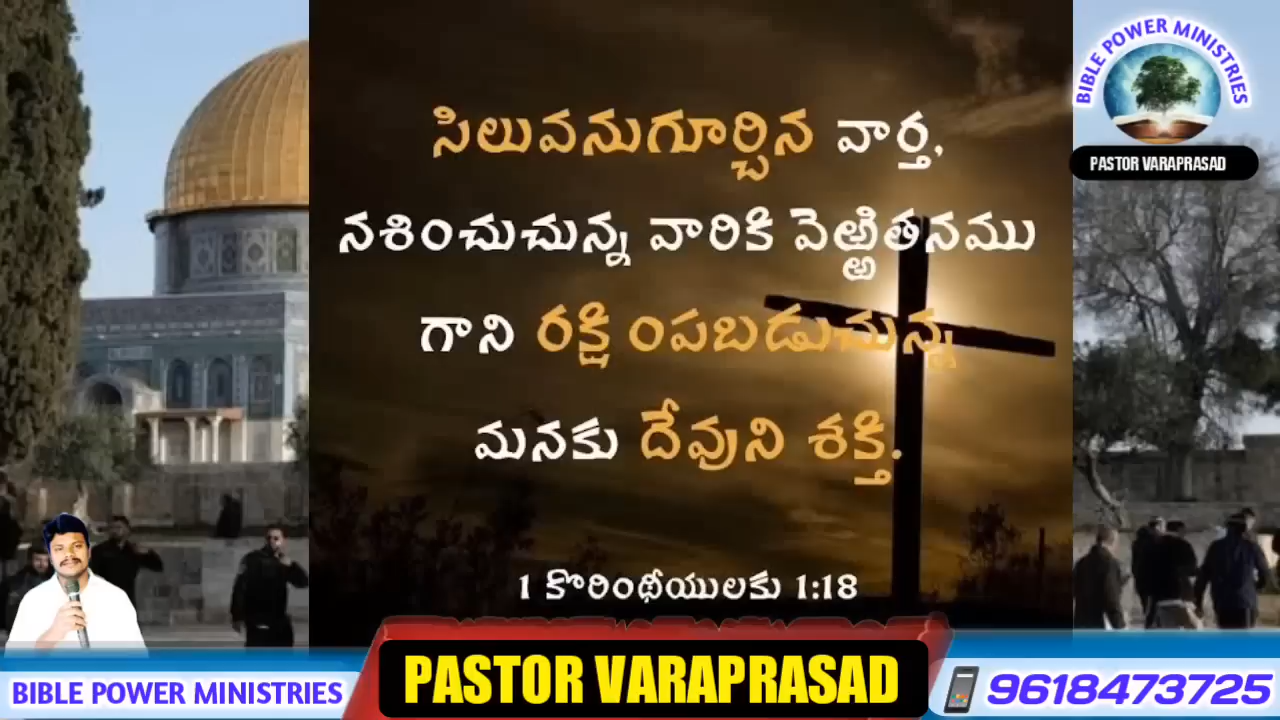 BIBLE POWER MINISTRIES
PASTOR VARAPRASAD
సిలువనుగూర్చిన వార్త,
నశించుచున్న వారికి వెఱ్ఱితనము
గాని రక్షింపబడుచున్న
మనకు దేవుని శక్తి.
1 కొరింథీయులకు 1:18
BIBLE POWER MINISTRIES
PASTOR VARAPRASAD
9618473725